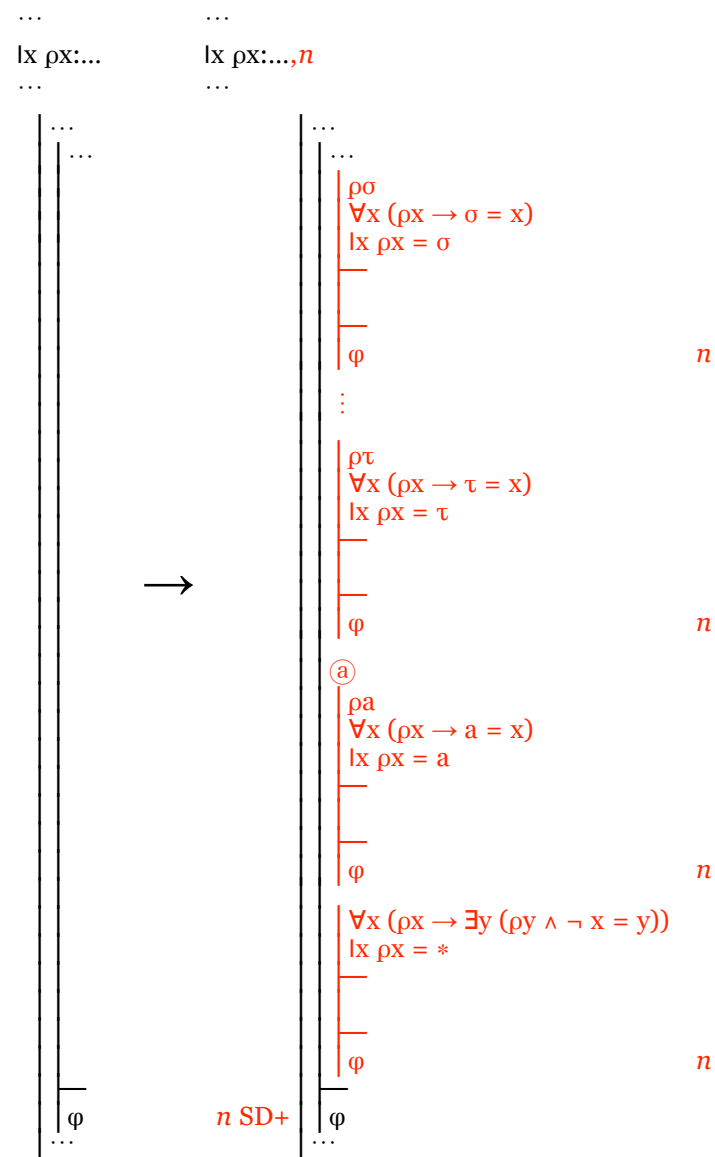 … …
Ix ρx:... Ix ρx:...,n
… …
… …
… …
ρσ
∀x (ρx → σ = x)
Ix ρx = σ
φ n
⋮
ρτ
∀x (ρx → τ = x)
Ix ρx = τ
→
φ n
ⓐ
ρa
∀x (ρx → a = x)
Ix ρx = a
φ n
∀x (ρx → ∃y (ρy ∧ ¬ x = y))
Ix ρx = *
φ n
φ n SD+ φ
… …